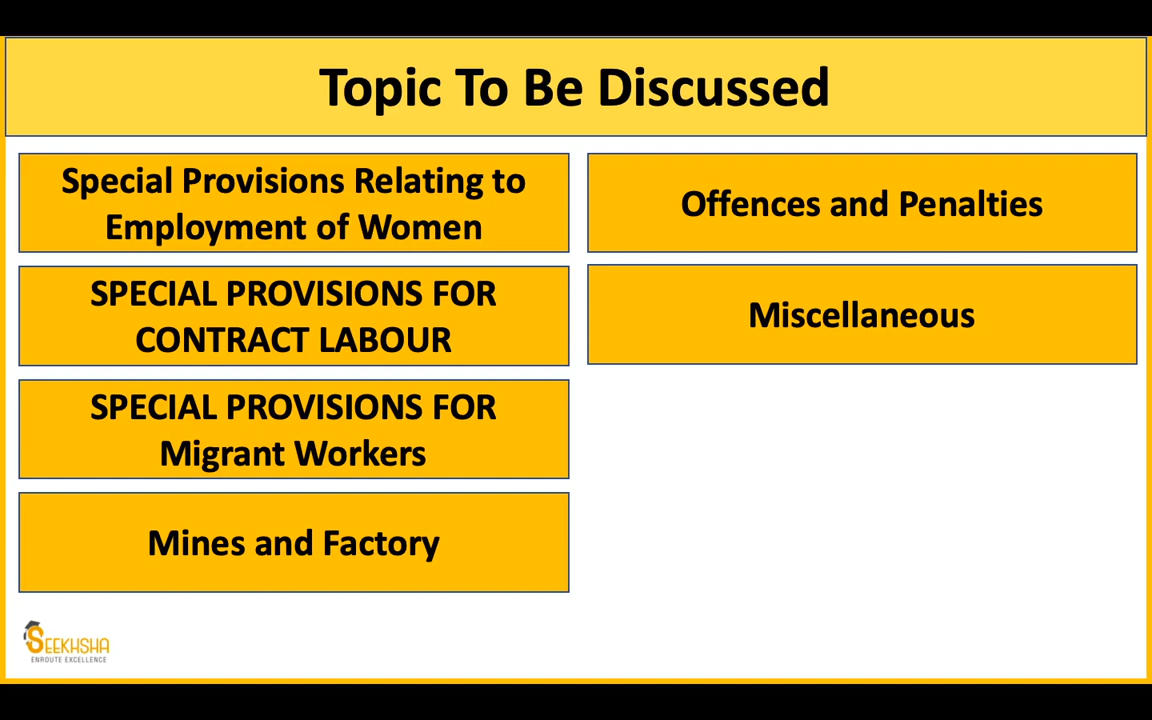 Topic To Be Discussed
Special Provisions Relating to
Employment of Women
SPECIAL PROVISIONS FOR
CONTRACT LABOUR
SPECIAL PROVISIONS FOR
Migrant Workers
Mines and Factory
Offences and Penalties
Miscellaneous
SEEKHSHA
ENROUTE EXCELLENCE